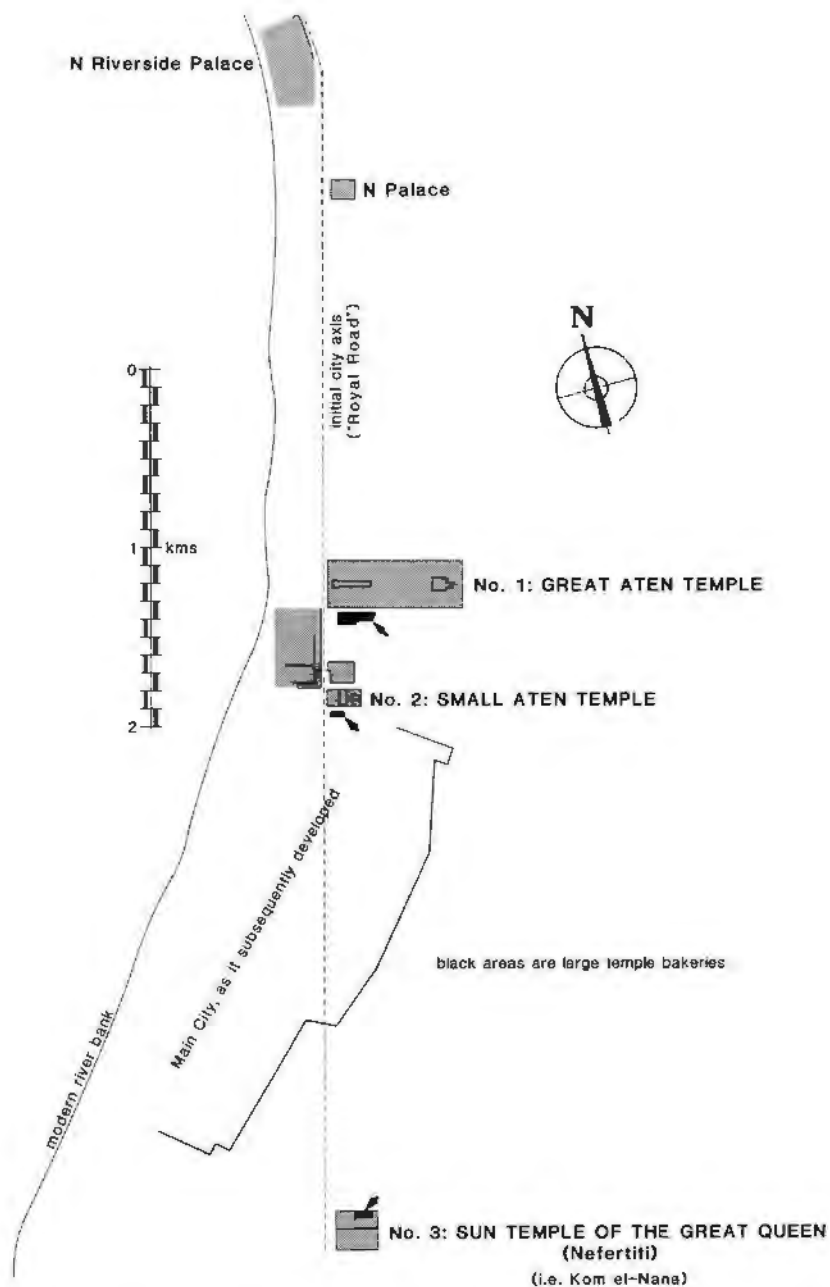 N Riverside Palace
N Palace
initial city axis
("Royal Road")
N
0
1 kms
2
No. 1: GREAT ATEN TEMPLE
No. 2: SMALL ATEN TEMPLE
Main City, as it subsequently developed
black areas are large temple bakeries
modern river bank
No. 3: SUN TEMPLE OF THE GREAT QUEEN
(Nefertiti)
(i.e. Kom el-Nana)